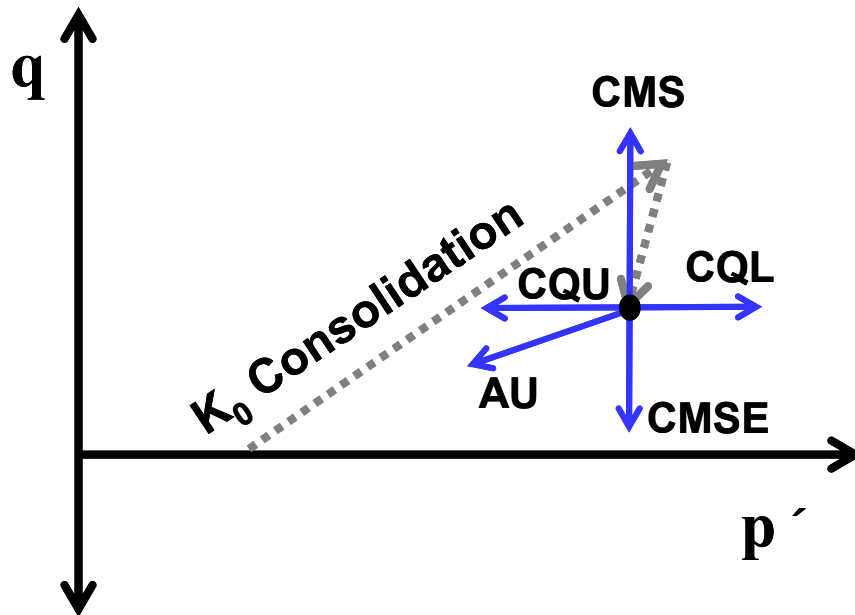 q
CMS
K₀ Consolidation
CQU
CQL
AU
CMSE
p ´